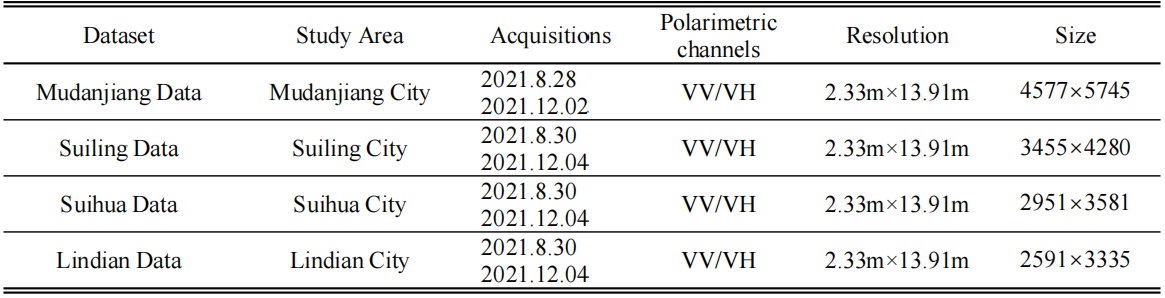 Dataset Study Area Acquisitions Polarimetric channels Resolution Size
Mudanjiang Data Mudanjiang City 2021.8.28 2021.12.02 VV/VH 2.33m×13.91m 4577×5745
Suiling Data Suiling City 2021.8.30 2021.12.04 VV/VH 2.33m×13.91m 3455×4280
Suihua Data Suihua City 2021.8.30 2021.12.04 VV/VH 2.33m×13.91m 2951×3581
Lindian Data Lindian City 2021.8.30 2021.12.04 VV/VH 2.33m×13.91m 2591×3335